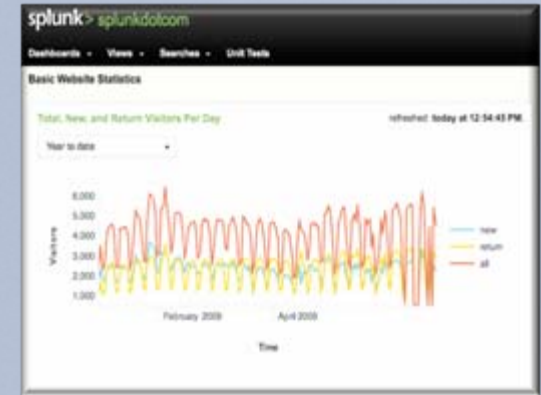 splunk> splunkdotcom
Dashboards Views Searches Unit Tests
Basic Website Statistics
Total, New, and Return Visitors Per Day
refreshed: today at 12:54:43 PM.
Year to date
6,000
5,000
4,000
3,000
2,000
1,000
Visitors
new
return
all
February 2009
April 2009
Time